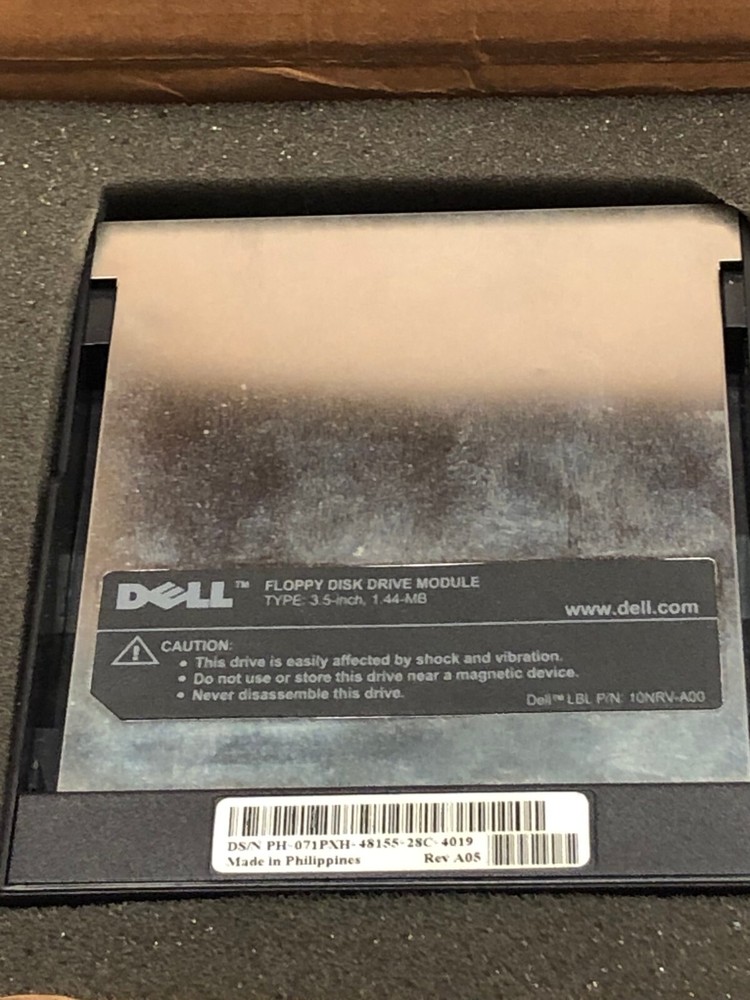 DELL™ FLOPPY DISK DRIVE MODULE
TYPE: 3.5-inch, 1.44-MB
www.dell.com
CAUTION:
• This drive is easily affected by shock and vibration.
• Do not use or store this drive near a magnetic device.
• Never disassemble this drive.
Dell™ LBL P/N: 10NRV-A00
DS/N PH-071PXH-48155-28C-4019
Made in Philippines Rev A05